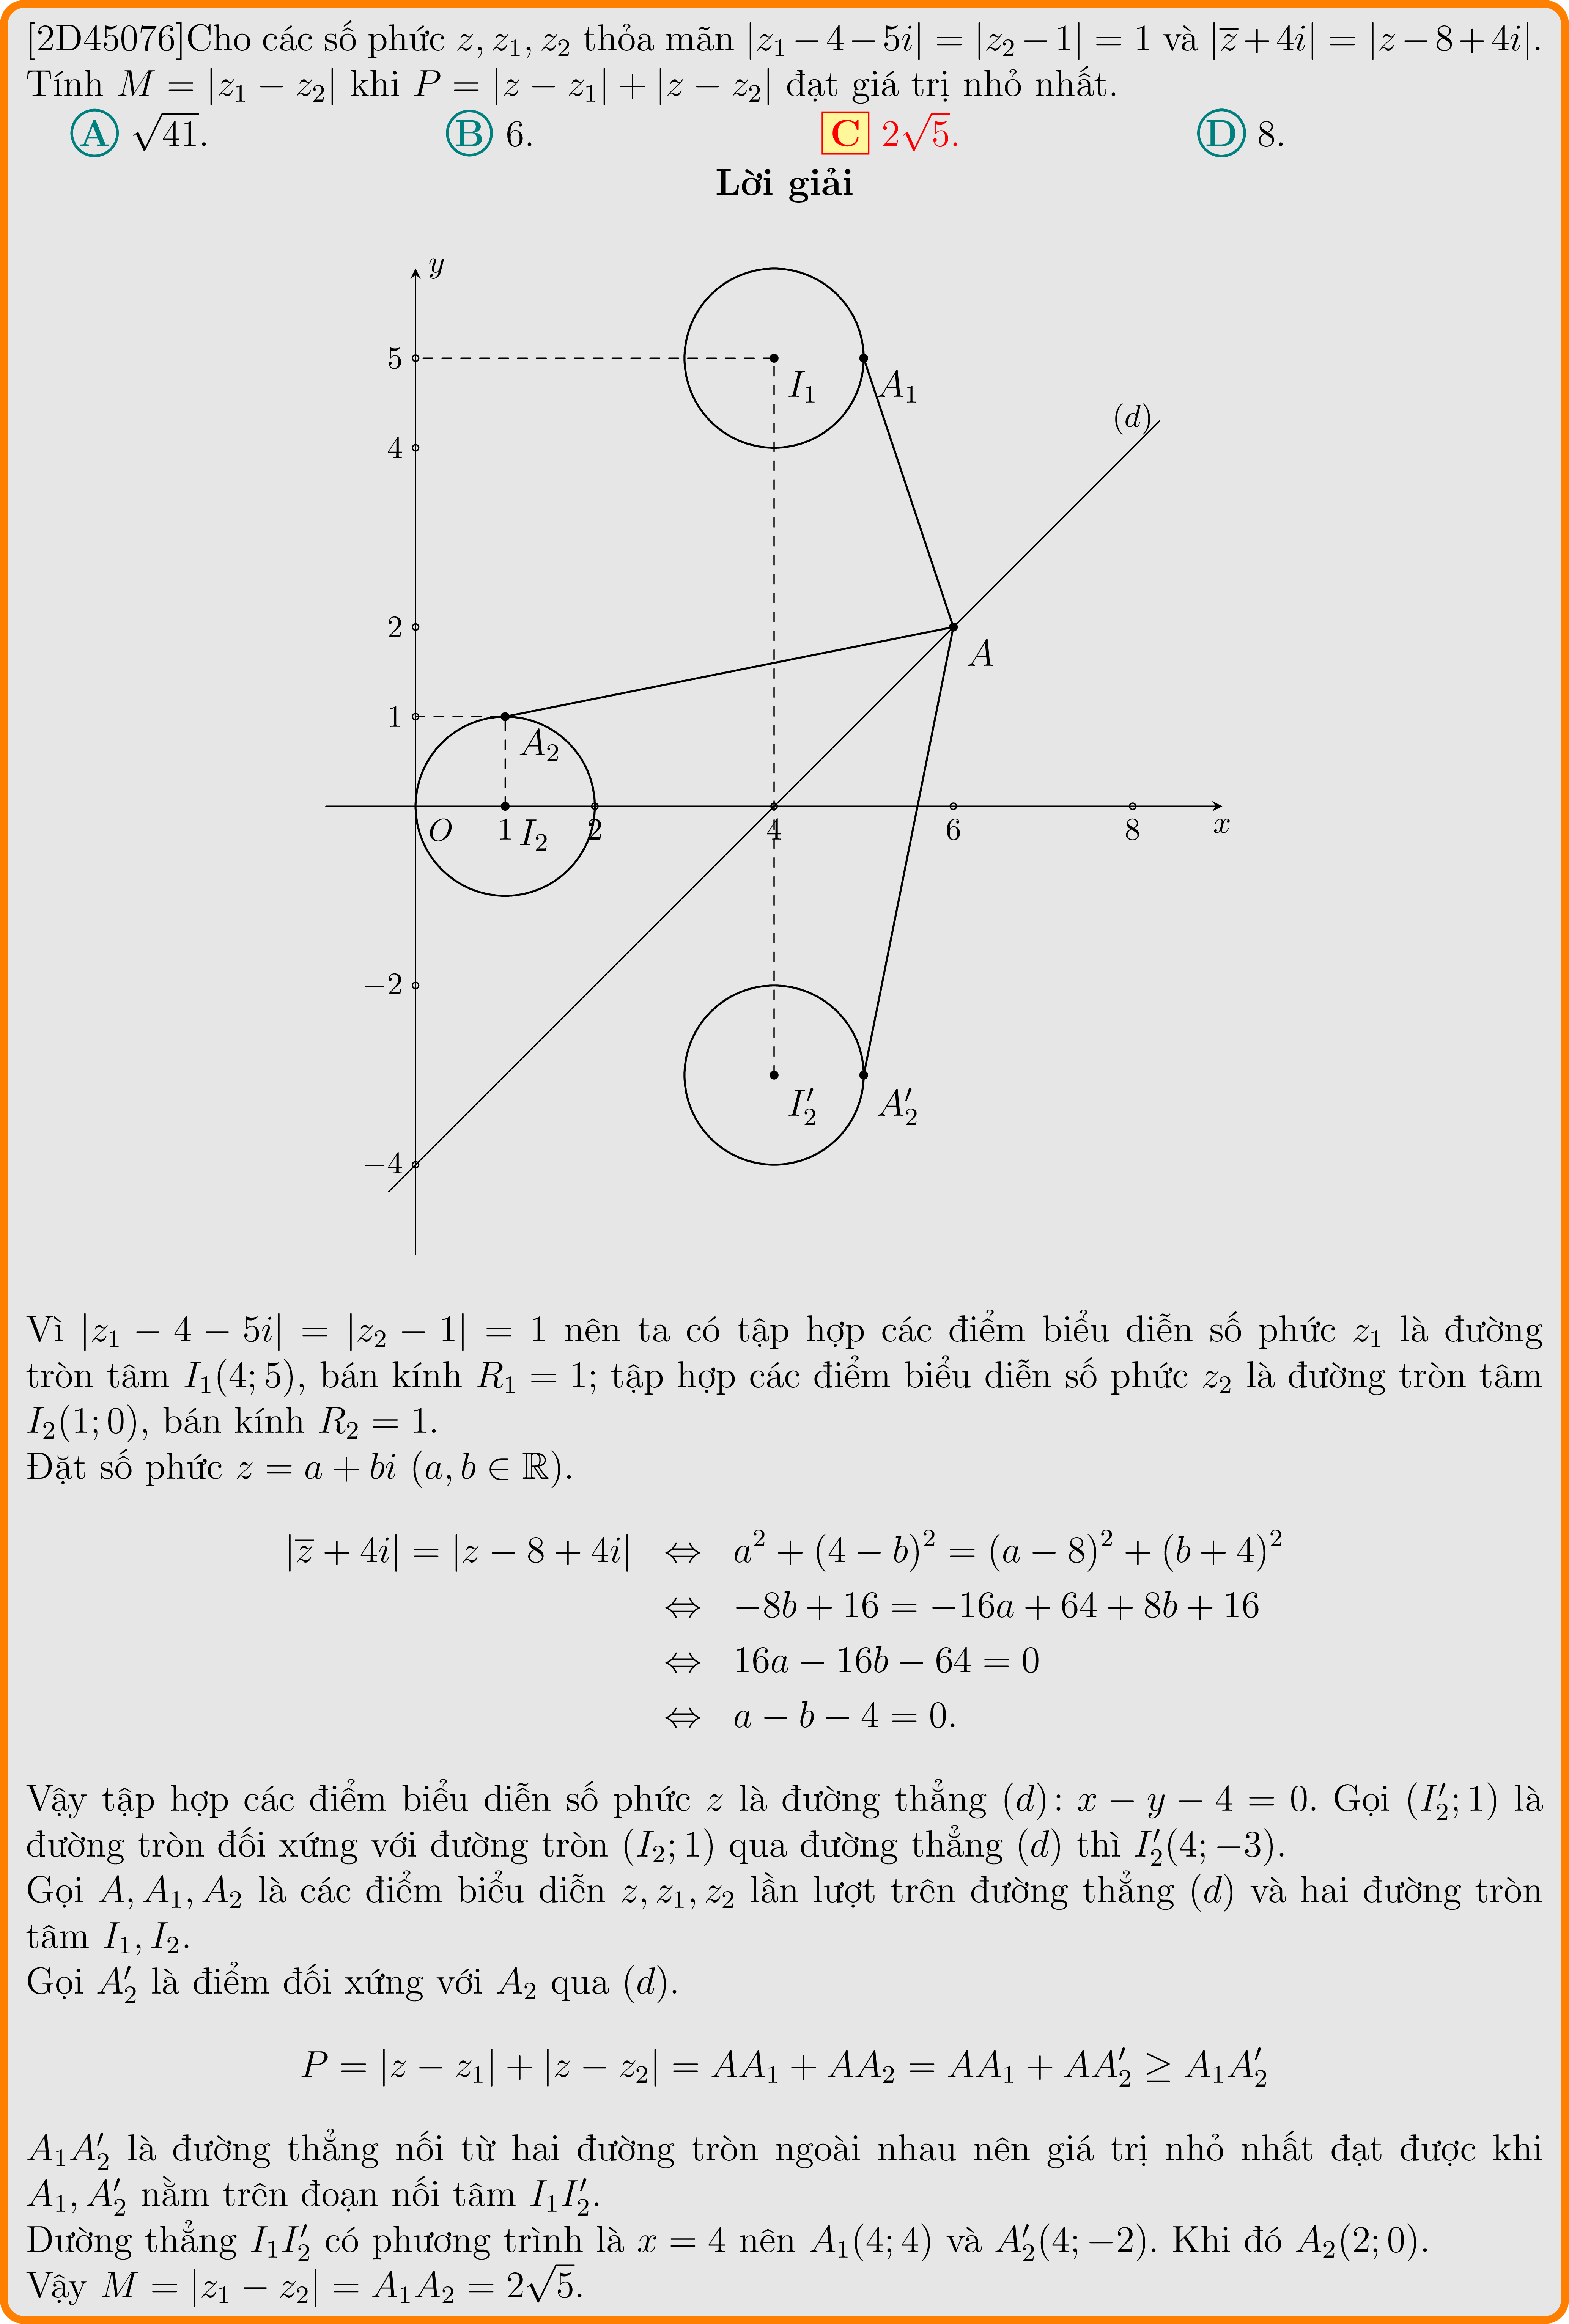 [2D45076]Cho các số phức $z, z_1, z_2$ thỏa mãn $|z_1 - 4 - 5i| = |z_2 - 1| = 1$ và $|\overline{z} + 4i| = |z - 8 + 4i|$.
Tính $M = |z_1 - z_2|$ khi $P = |z - z_1| + |z - z_2|$ đạt giá trị nhỏ nhất.
A $\sqrt{41}$. B 6. C $2\sqrt{5}$. D 8.
Lời giải
y
5
$I_1$
$A_1$
(d)
4
2
A
1
$A_2$
O 1 $I_2$ 2 4 6 8 x
−2
$I_2'$
$A_2'$
−4
Vì $|z_1 - 4 - 5i| = |z_2 - 1| = 1$ nên ta có tập hợp các điểm biểu diễn số phức $z_1$ là đường
tròn tâm $I_1(4; 5)$, bán kính $R_1 = 1$; tập hợp các điểm biểu diễn số phức $z_2$ là đường tròn tâm
$I_2(1; 0)$, bán kính $R_2 = 1$.
Đặt số phức $z = a + bi$ $(a, b \in \mathbb{R})$.
$|\overline{z} + 4i| = |z - 8 + 4i| \Leftrightarrow a^2 + (4 - b)^2 = (a - 8)^2 + (b + 4)^2$
$\Leftrightarrow -8b + 16 = -16a + 64 + 8b + 16$
$\Leftrightarrow 16a - 16b - 64 = 0$
$\Leftrightarrow a - b - 4 = 0.$
Vậy tập hợp các điểm biểu diễn số phức $z$ là đường thẳng $(d): x - y - 4 = 0$. Gọi $(I_2'; 1)$ là
đường tròn đối xứng với đường tròn $(I_2; 1)$ qua đường thẳng $(d)$ thì $I_2'(4; -3)$.
Gọi $A, A_1, A_2$ là các điểm biểu diễn $z, z_1, z_2$ lần lượt trên đường thẳng $(d)$ và hai đường tròn
tâm $I_1, I_2$.
Gọi $A_2'$ là điểm đối xứng với $A_2$ qua $(d)$.
$P = |z - z_1| + |z - z_2| = AA_1 + AA_2 = AA_1 + AA_2' \geq A_1A_2'$
$A_1A_2'$ là đường thẳng nối từ hai đường tròn ngoài nhau nên giá trị nhỏ nhất đạt được khi
$A_1, A_2'$ nằm trên đoạn nối tâm $I_1I_2'$.
Đường thẳng $I_1I_2'$ có phương trình là $x = 4$ nên $A_1(4; 4)$ và $A_2'(4; -2)$. Khi đó $A_2(2; 0)$.
Vậy $M = |z_1 - z_2| = A_1A_2 = 2\sqrt{5}$.